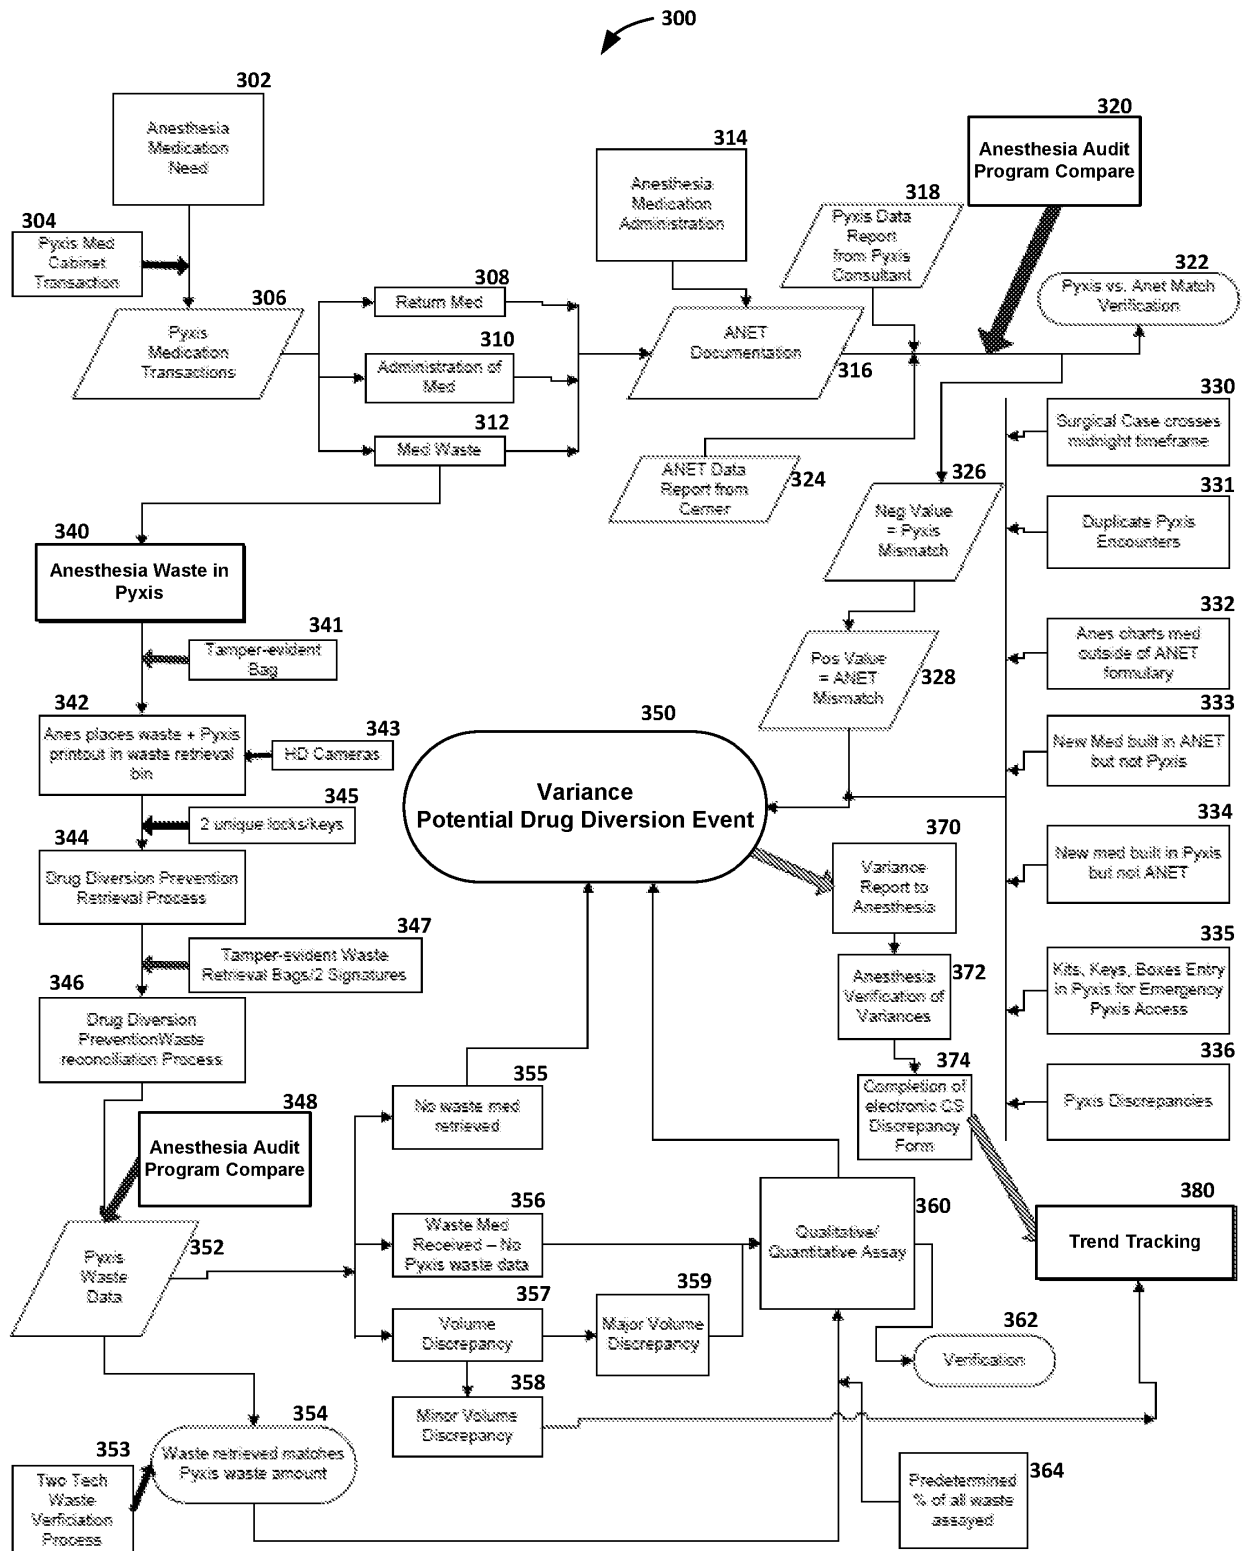 300
302
Anesthesia
Medication
Need
304
Pyxis Med
Cabinet
Transaction
306
Pyxis
Medication
Transactions
308
Return Med
310
Administration of
Med
312
Med Waste
314
Anesthesia
Medication
Administration
ANET
Documentation
316
318
Pyxis Data
Report
from Pyxis
Consultant
320
Anesthesia Audit
Program Compare
322
Pyxis vs. Anet Match
Verification
ANET Data
Report from
Cerner
324
326
Neg Value
= Pyxis
Mismatch
Pos Value
= ANET
Mismatch
328
330
Surgical Case crosses
midnight timeframe
331
Duplicate Pyxis
Encounters
332
Anes charts med
outside of ANET
formulary
333
New Med built in ANET
but not Pyxis
334
New med built in Pyxis
but not ANET
335
Kits, Keys, Boxes Entry
in Pyxis for Emergency
Pyxis Access
336
Pyxis Discrepancies
340
Anesthesia Waste in
Pyxis
341
Tamper-evident
Bag
342
Anes places waste + Pyxis
printout in waste retrieval
bin
343
HD Cameras
345
2 unique locks/keys
344
Drug Diversion Prevention
Retrieval Process
347
Tamper-evident Waste
Retrieval Bags/2 Signatures
346
Drug Diversion
PreventionWaste
reconciliation Process
348
Anesthesia Audit
Program Compare
350
Variance
Potential Drug Diversion Event
352
Pyxis
Waste
Data
353
Two Tech
Waste
Verficiation
Process
354
Waste retrieved matches
Pyxis waste amount
355
No waste med
retrieved
356
Waste Med
Received – No
Pyxis waste data
357
Volume
Discrepancy
358
Minor Volume
Discrepancy
359
Major Volume
Discrepancy
360
Qualitative/
Quantitative Assay
362
Verification
364
Predetermined
% of all waste
assayed
370
Variance
Report to
Anesthesia
372
Anesthesia
Verification of
Variances
374
Completion of
electronic CS
Discrepancy
Form
380
Trend Tracking